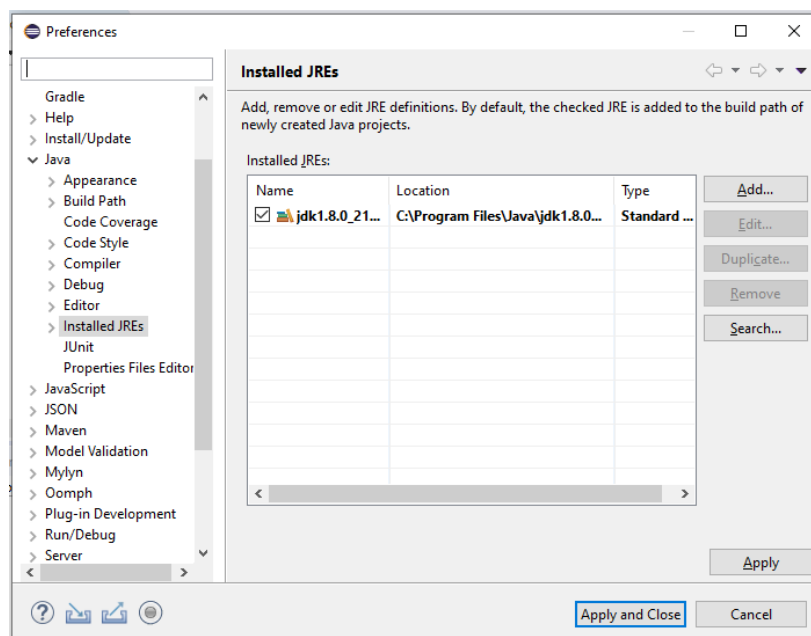 Preferences
Installed JREs
Add, remove or edit JRE definitions. By default, the checked JRE is added to the build path of
newly created Java projects.
Installed JREs:
Name Location Type
jdk1.8.0_21... C:\Program Files\Java\jdk1.8.0... Standard ...
Add...
Edit...
Duplicate...
Remove
Search...
Gradle
Help
Install/Update
Java
Appearance
Build Path
Code Coverage
Code Style
Compiler
Debug
Editor
Installed JREs
JUnit
Properties Files Editor
JavaScript
JSON
Maven
Model Validation
Mylyn
Oomph
Plug-in Development
Run/Debug
Server
Apply
Apply and Close
Cancel